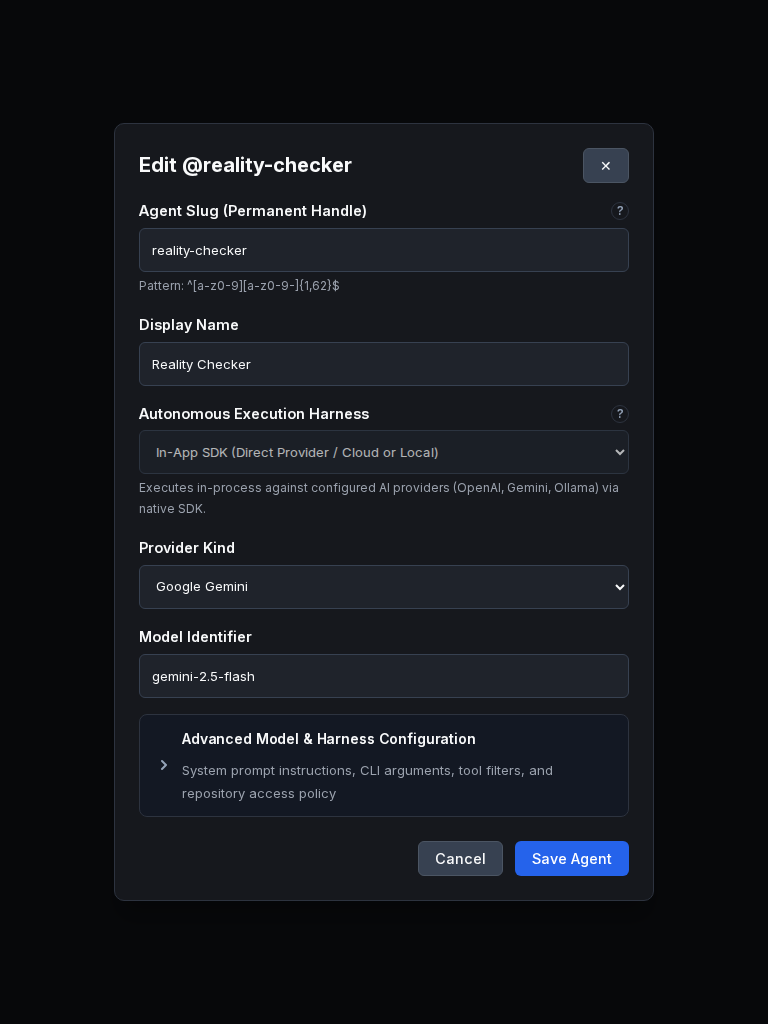 Edit @reality-checker
✕
Agent Slug (Permanent Handle)
?
reality-checker
Pattern: ^[a-z0-9][a-z0-9-]{1,62}$
Display Name
Reality Checker
Autonomous Execution Harness
?
In-App SDK (Direct Provider / Cloud or Local)
Executes in-process against configured AI providers (OpenAI, Gemini, Ollama) via
native SDK.
Provider Kind
Google Gemini
Model Identifier
gemini-2.5-flash
Advanced Model & Harness Configuration
System prompt instructions, CLI arguments, tool filters, and
repository access policy
Cancel
Save Agent